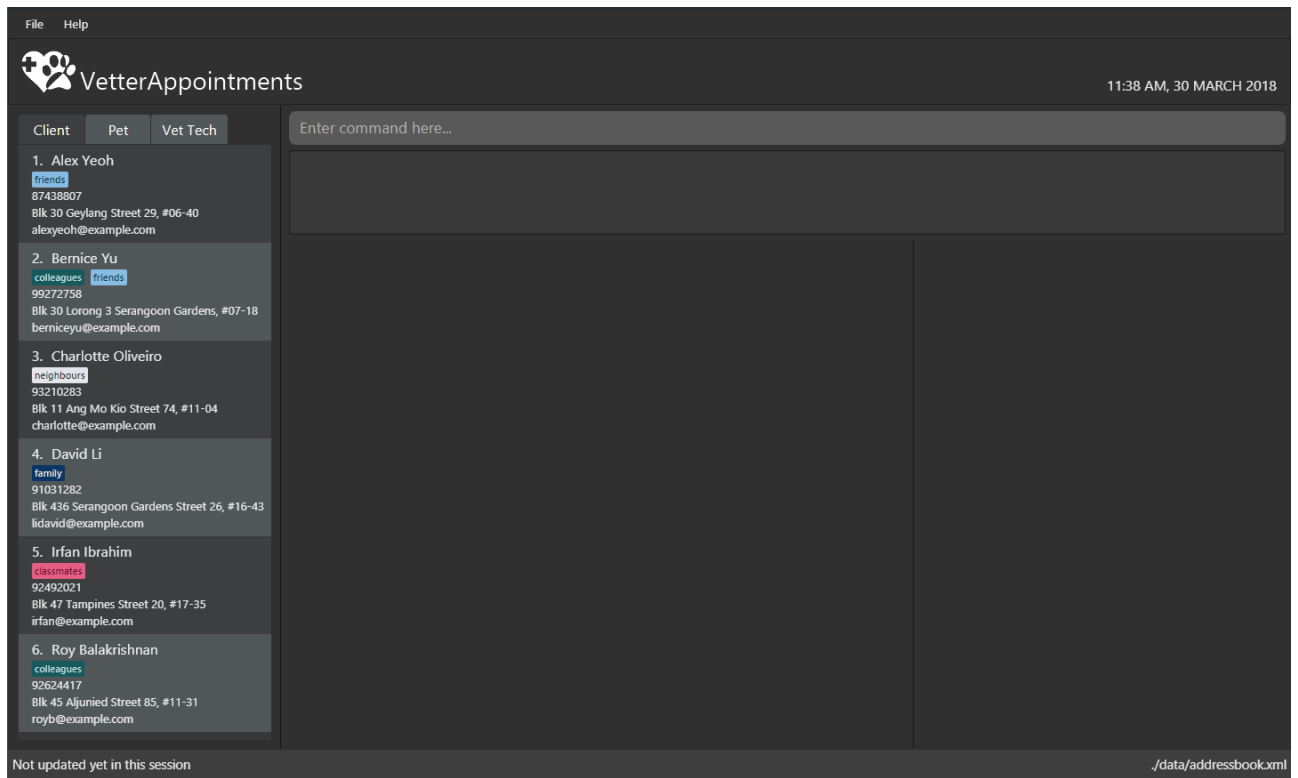 File Help
VetterAppointments
11:38 AM, 30 MARCH 2018
Client Pet Vet Tech
Enter command here...
1. Alex Yeoh
friends
87438807
Blk 30 Geylang Street 29, #06-40
alexyeoh@example.com
2. Bernice Yu
colleagues friends
99272758
Blk 30 Lorong 3 Serangoon Gardens, #07-18
berniceyu@example.com
3. Charlotte Oliveiro
neighbours
93210283
Blk 11 Ang Mo Kio Street 74, #11-04
charlotte@example.com
4. David Li
family
91031282
Blk 436 Serangoon Gardens Street 26, #16-43
lidavid@example.com
5. Irfan Ibrahim
classmates
92492021
Blk 47 Tampines Street 20, #17-35
irfan@example.com
6. Roy Balakrishnan
colleagues
92624417
Blk 45 Aljunied Street 85, #11-31
royb@example.com
Not updated yet in this session
./data/addressbook.xml